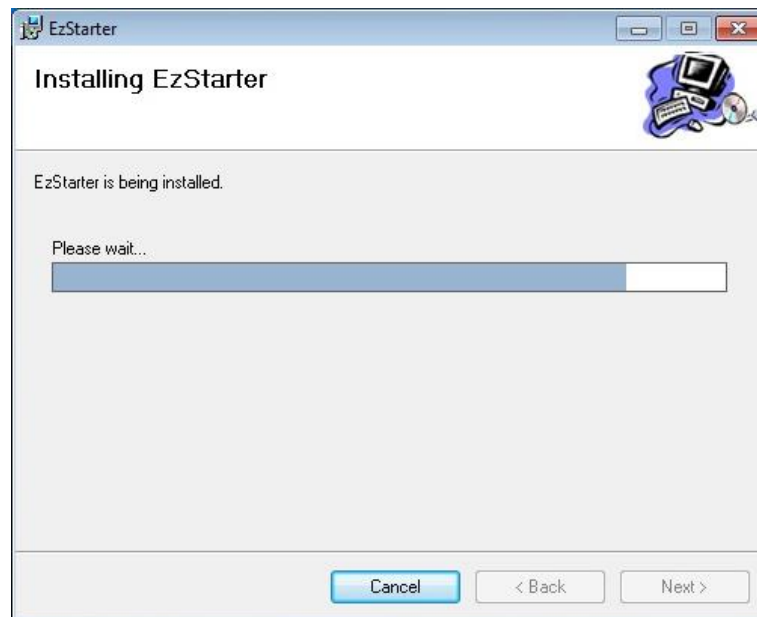 EzStarter
Installing EzStarter
EzStarter is being installed.
Please wait...
Cancel
< Back
Next >